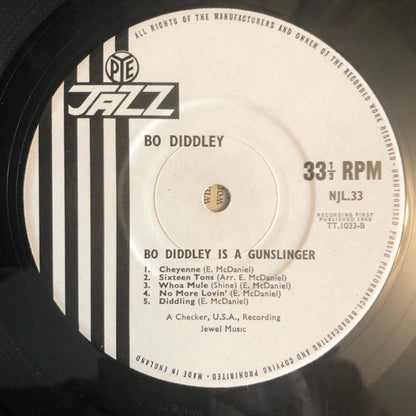 ALL RIGHTS OF THE MANUFACTURERS AND OWNER OF THE RECORDED WORK RESERVED · UNAUTHORISED PUBLIC PERFORMANCE, BROADCASTING AND COPYING PROHIBITED · MADE IN ENGLAND
PYE
JAZZ
BO DIDDLEY
33⅓ RPM
NJL.33
RECORDING FIRST
PUBLISHED 1960
TT.1033-B
BO DIDDLEY IS A GUNSLINGER
1. Cheyenne (E. McDaniel)
2. Sixteen Tons (Arr. E. McDaniel)
3. Whoa Mule (Shine) (E. McDaniel)
4. No More Lovin' (E. McDaniel)
5. Diddling (E. McDaniel)
A Checker, U.S.A., Recording
Jewel Music